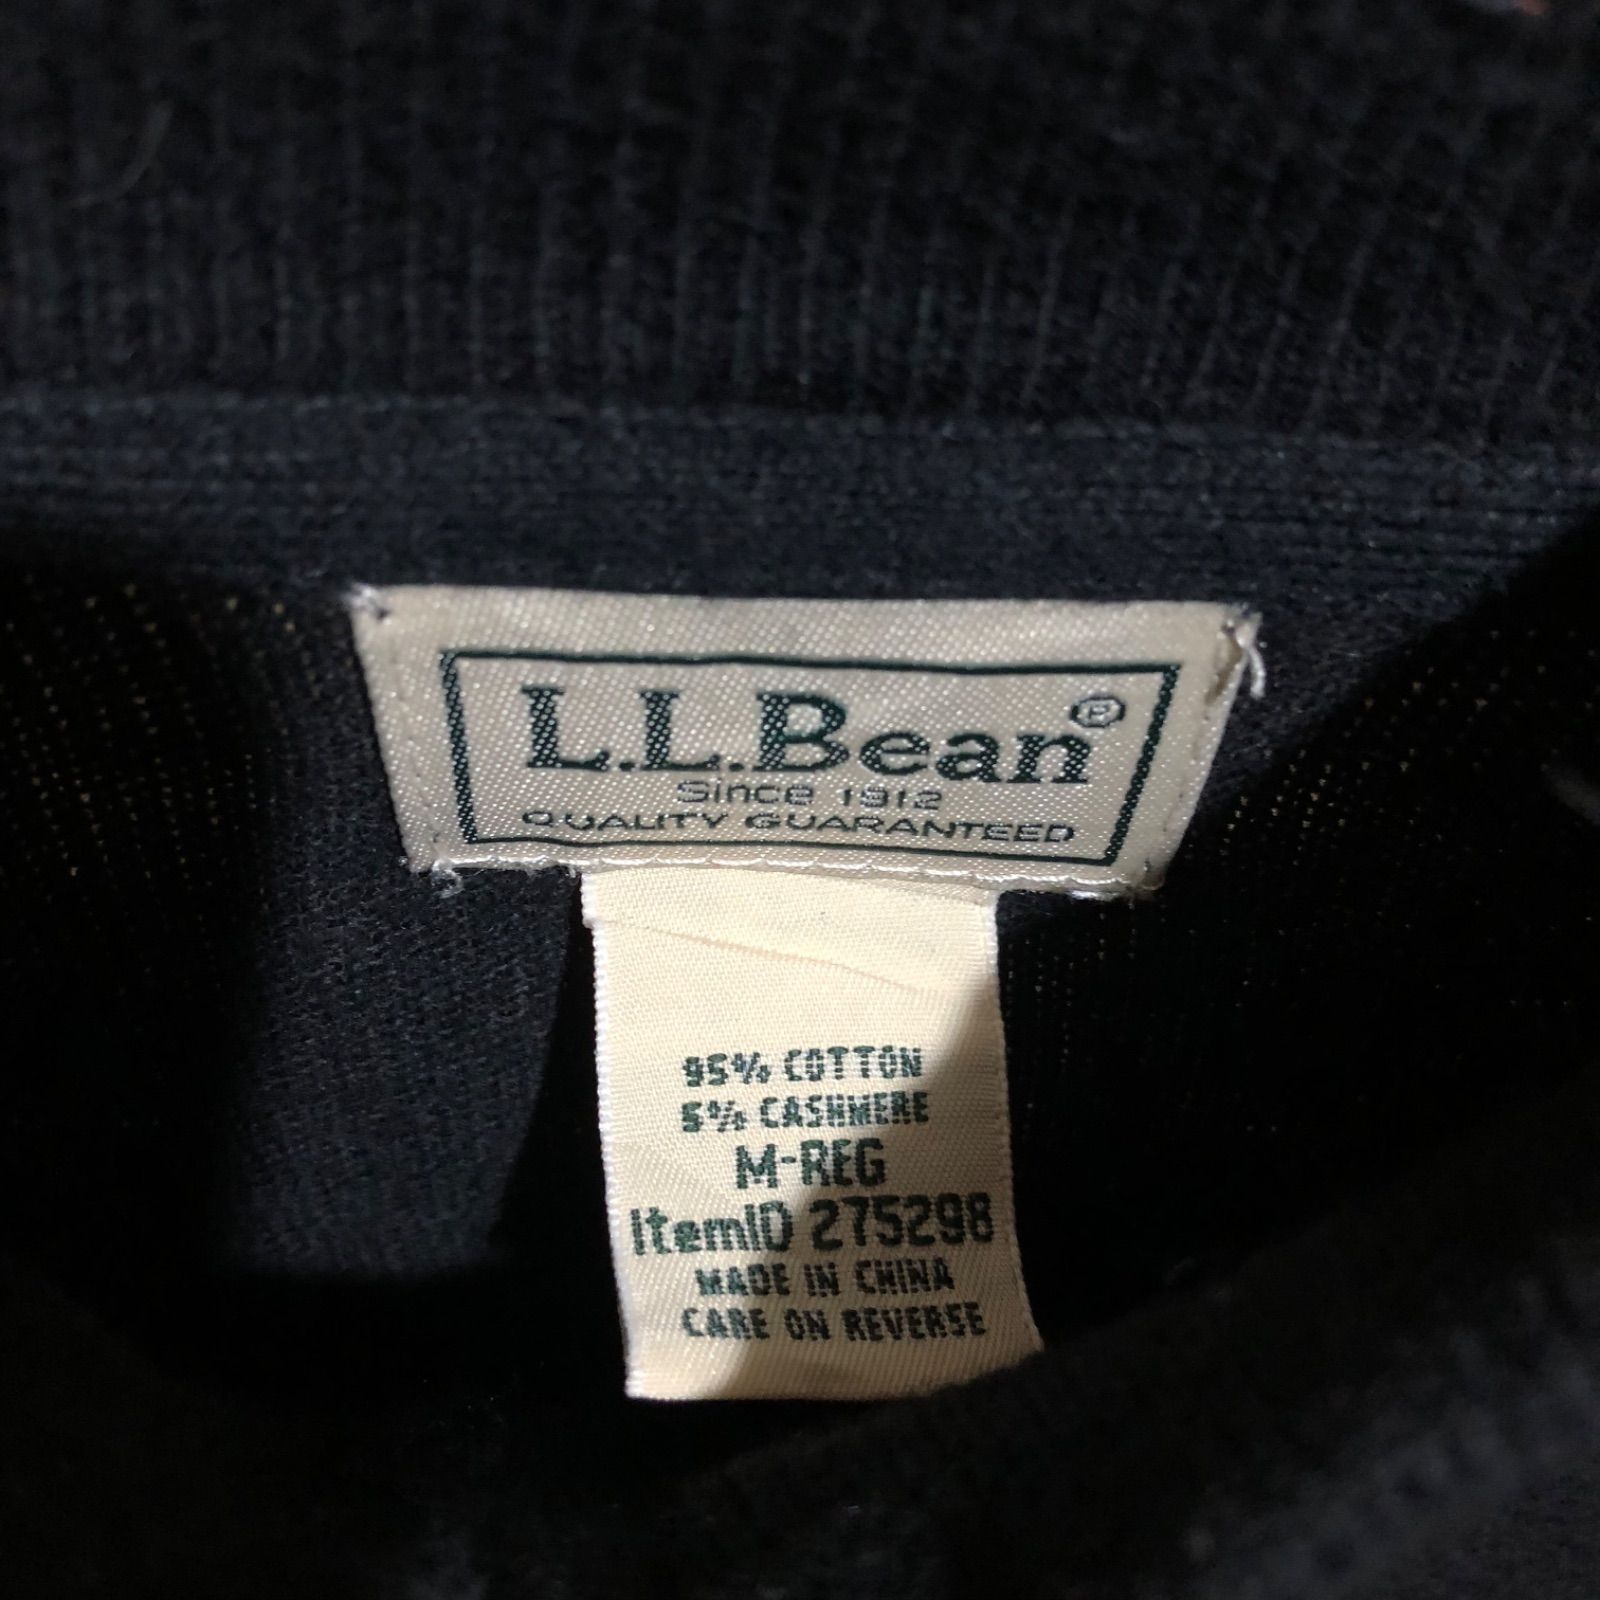 L.L.Bean®
Since 1912
QUALITY GUARANTEED
95% COTTON
5% CASHMERE
M-REG
ItemID 275298
MADE IN CHINA
CARE ON REVERSE